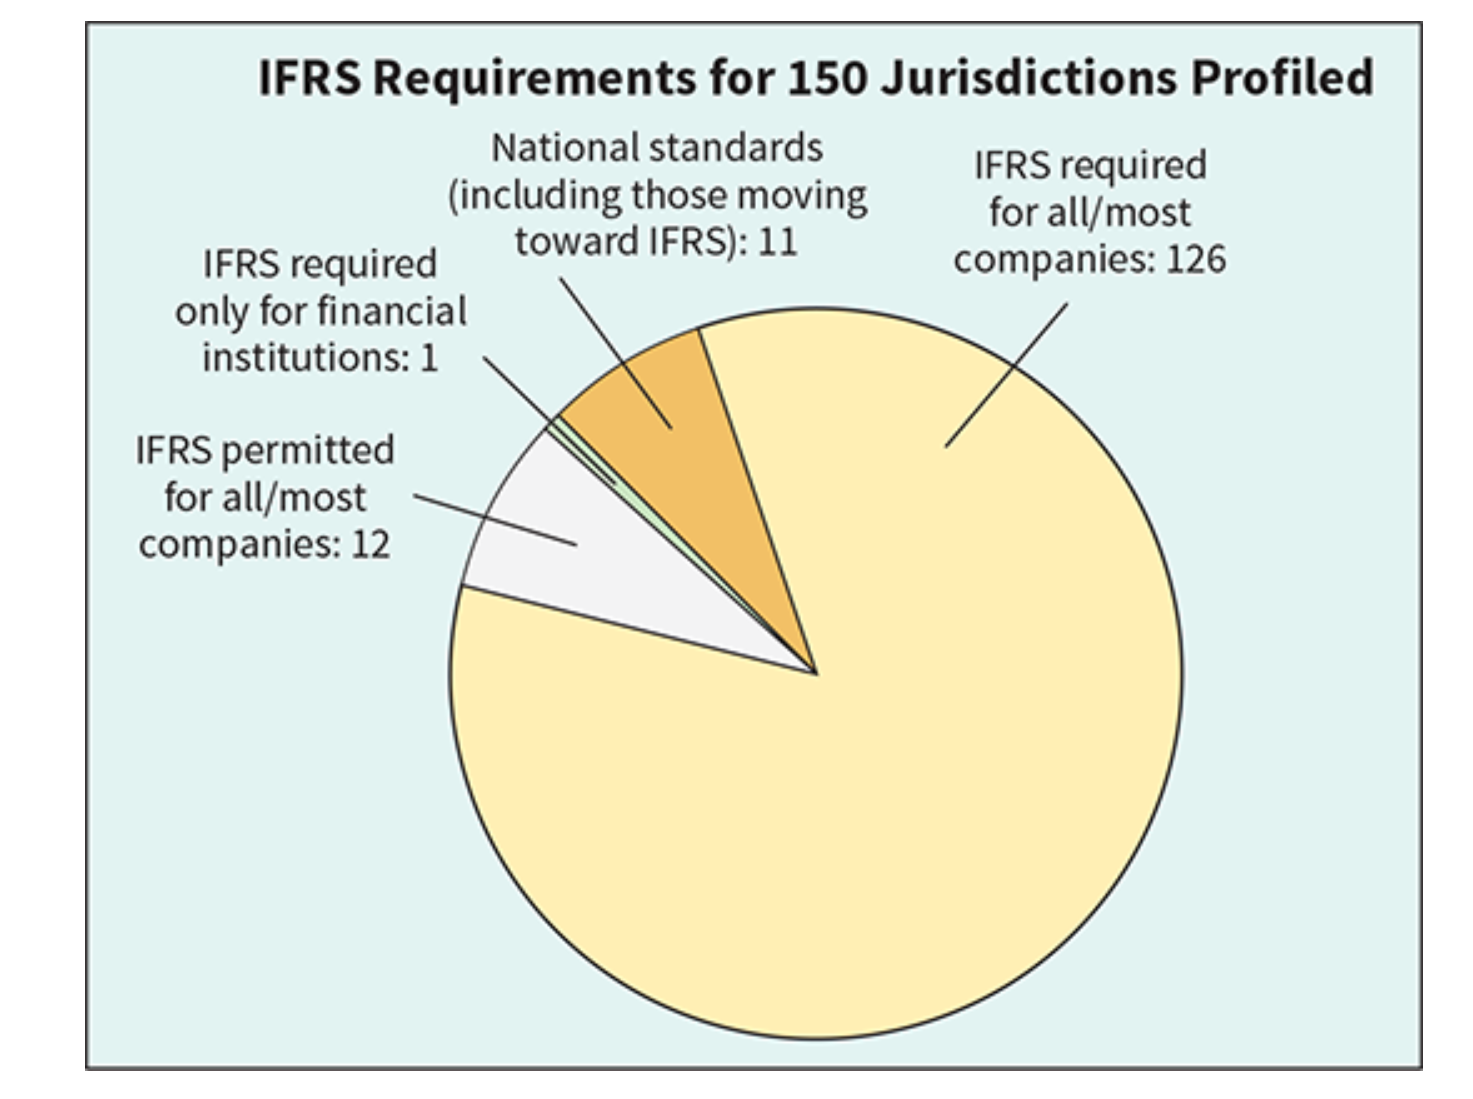 IFRS Requirements for 150 Jurisdictions Profiled
National standards
(including those moving
toward IFRS): 11
IFRS required
for all/most
companies: 126
IFRS required
only for financial
institutions: 1
IFRS permitted
for all/most
companies: 12